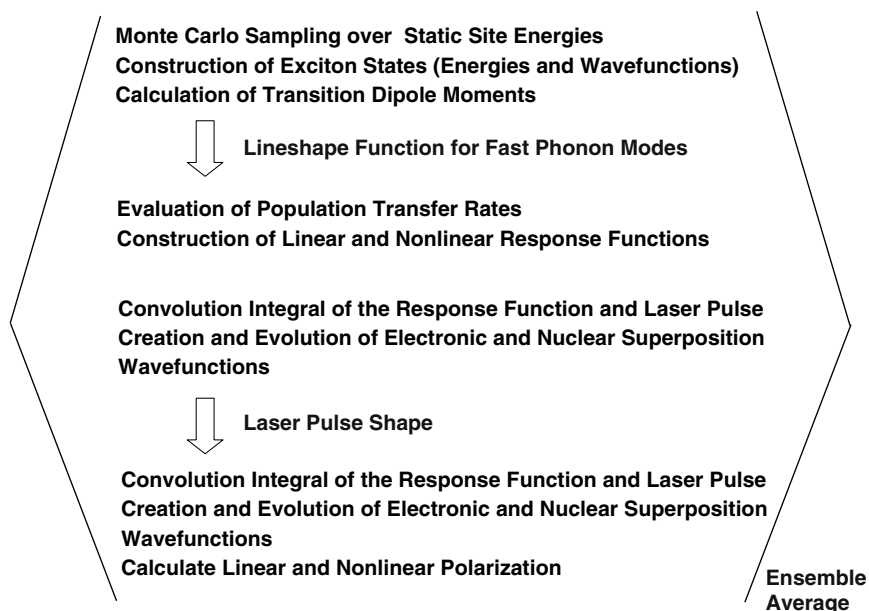 Monte Carlo Sampling over Static Site Energies
Construction of Exciton States (Energies and Wavefunctions)
Calculation of Transition Dipole Moments
Lineshape Function for Fast Phonon Modes
Evaluation of Population Transfer Rates
Construction of Linear and Nonlinear Response Functions
Convolution Integral of the Response Function and Laser Pulse
Creation and Evolution of Electronic and Nuclear Superposition
Wavefunctions
Laser Pulse Shape
Convolution Integral of the Response Function and Laser Pulse
Creation and Evolution of Electronic and Nuclear Superposition
Wavefunctions
Calculate Linear and Nonlinear Polarization
Ensemble
Average